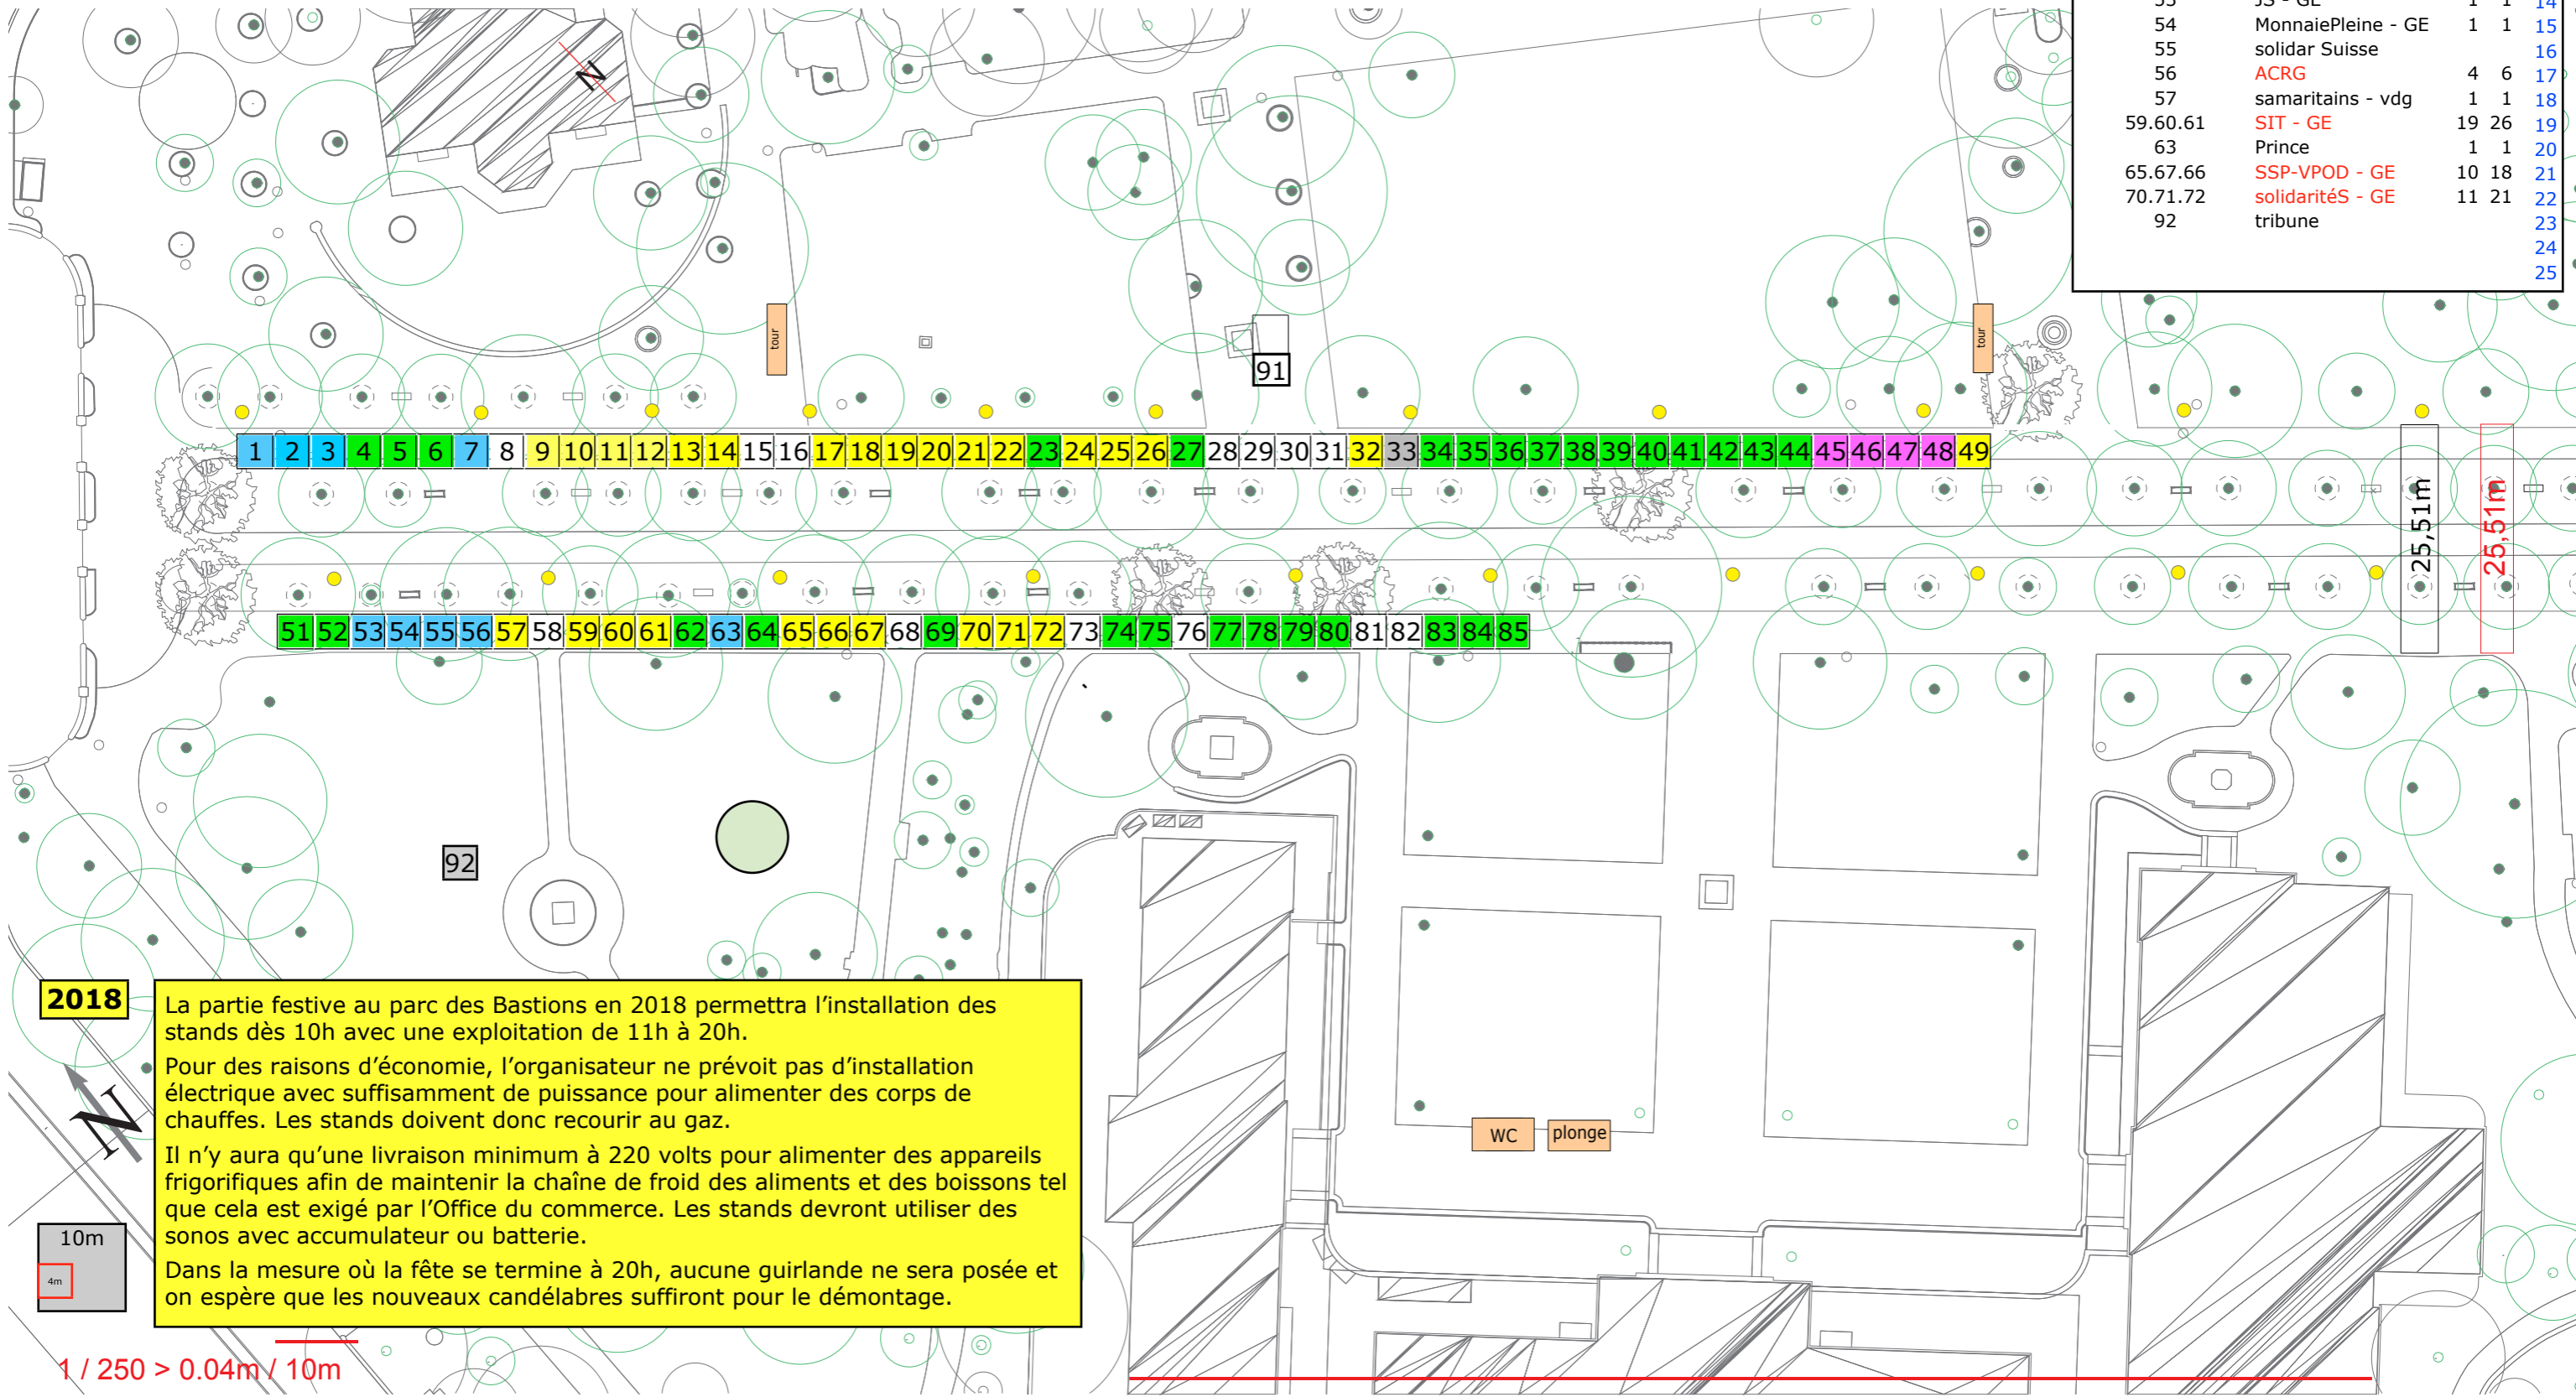 53 JS - GE 1 1 14
54 MonnaiePleine - GE 1 1 15
55 solidar Suisse 16
56 ACRG 4 6 17
57 samaritains - vdg 1 1 18
59.60.61 SIT - GE 19 26 19
63 Prince 1 1 20
65.67.66 SSP-VPOD - GE 10 18 21
70.71.72 solidaritéS - GE 11 21 22
92 tribune 23
24
25
N
tour
tour
91
1 2 3 4 5 6 7 8 9 10 11 12 13 14 15 16 17 18 19 20 21 22 23 24 25 26 27 28 29 30 31 32 33 34 35 36 37 38 39 40 41 42 43 44 45 46 47 48 49
25,51m
25,51m
51 52 53 54 55 56 57 58 59 60 61 62 63 64 65 66 67 68 69 70 71 72 73 74 75 76 77 78 79 80 81 82 83 84 85
92
2018
La partie festive au parc des Bastions en 2018 permettra l'installation des
stands dès 10h avec une exploitation de 11h à 20h.
Pour des raisons d'économie, l'organisateur ne prévoit pas d'installation
électrique avec suffisamment de puissance pour alimenter des corps de
chauffes. Les stands doivent donc recourir au gaz.
Il n'y aura qu'une livraison minimum à 220 volts pour alimenter des appareils
frigorifiques afin de maintenir la chaîne de froid des aliments et des boissons tel
que cela est exigé par l'Office du commerce. Les stands devront utiliser des
sonos avec accumulateur ou batterie.
Dans la mesure où la fête se termine à 20h, aucune guirlande ne sera posée et
on espère que les nouveaux candélabres suffiront pour le démontage.
N
WC
plonge
10m
4m
1 / 250 > 0.04m / 10m